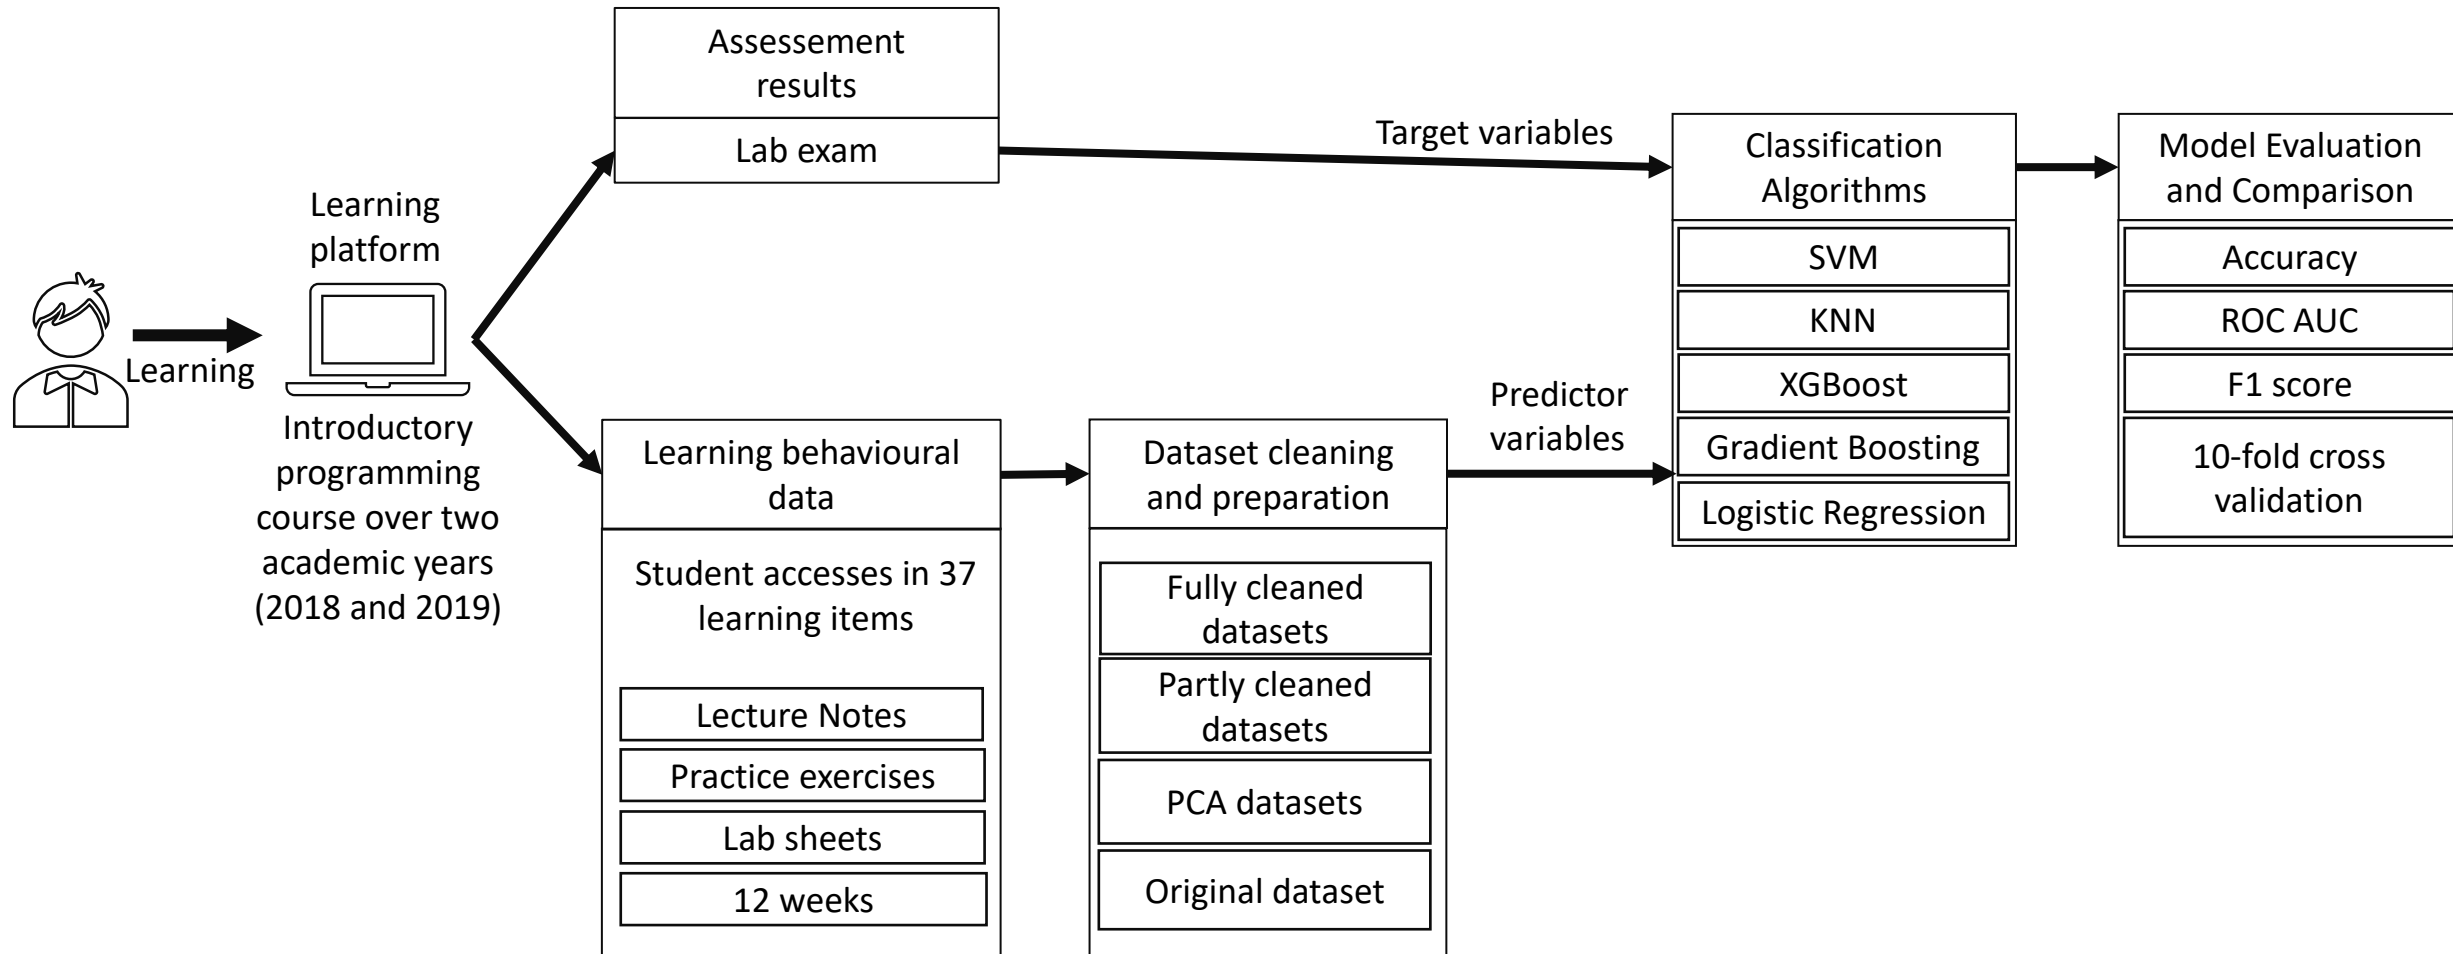 Learning
Learning
platform
Introductory
programming
course over two
academic years
(2018 and 2019)
Assessement
results
Lab exam
Target variables
Learning behavioural
data
Student accesses in 37
learning items
Lecture Notes
Practice exercises
Lab sheets
12 weeks
Dataset cleaning
and preparation
Fully cleaned
datasets
Partly cleaned
datasets
PCA datasets
Original dataset
Predictor
variables
Classification
Algorithms
SVM
KNN
XGBoost
Gradient Boosting
Logistic Regression
Model Evaluation
and Comparison
Accuracy
ROC AUC
F1 score
10-fold cross
validation